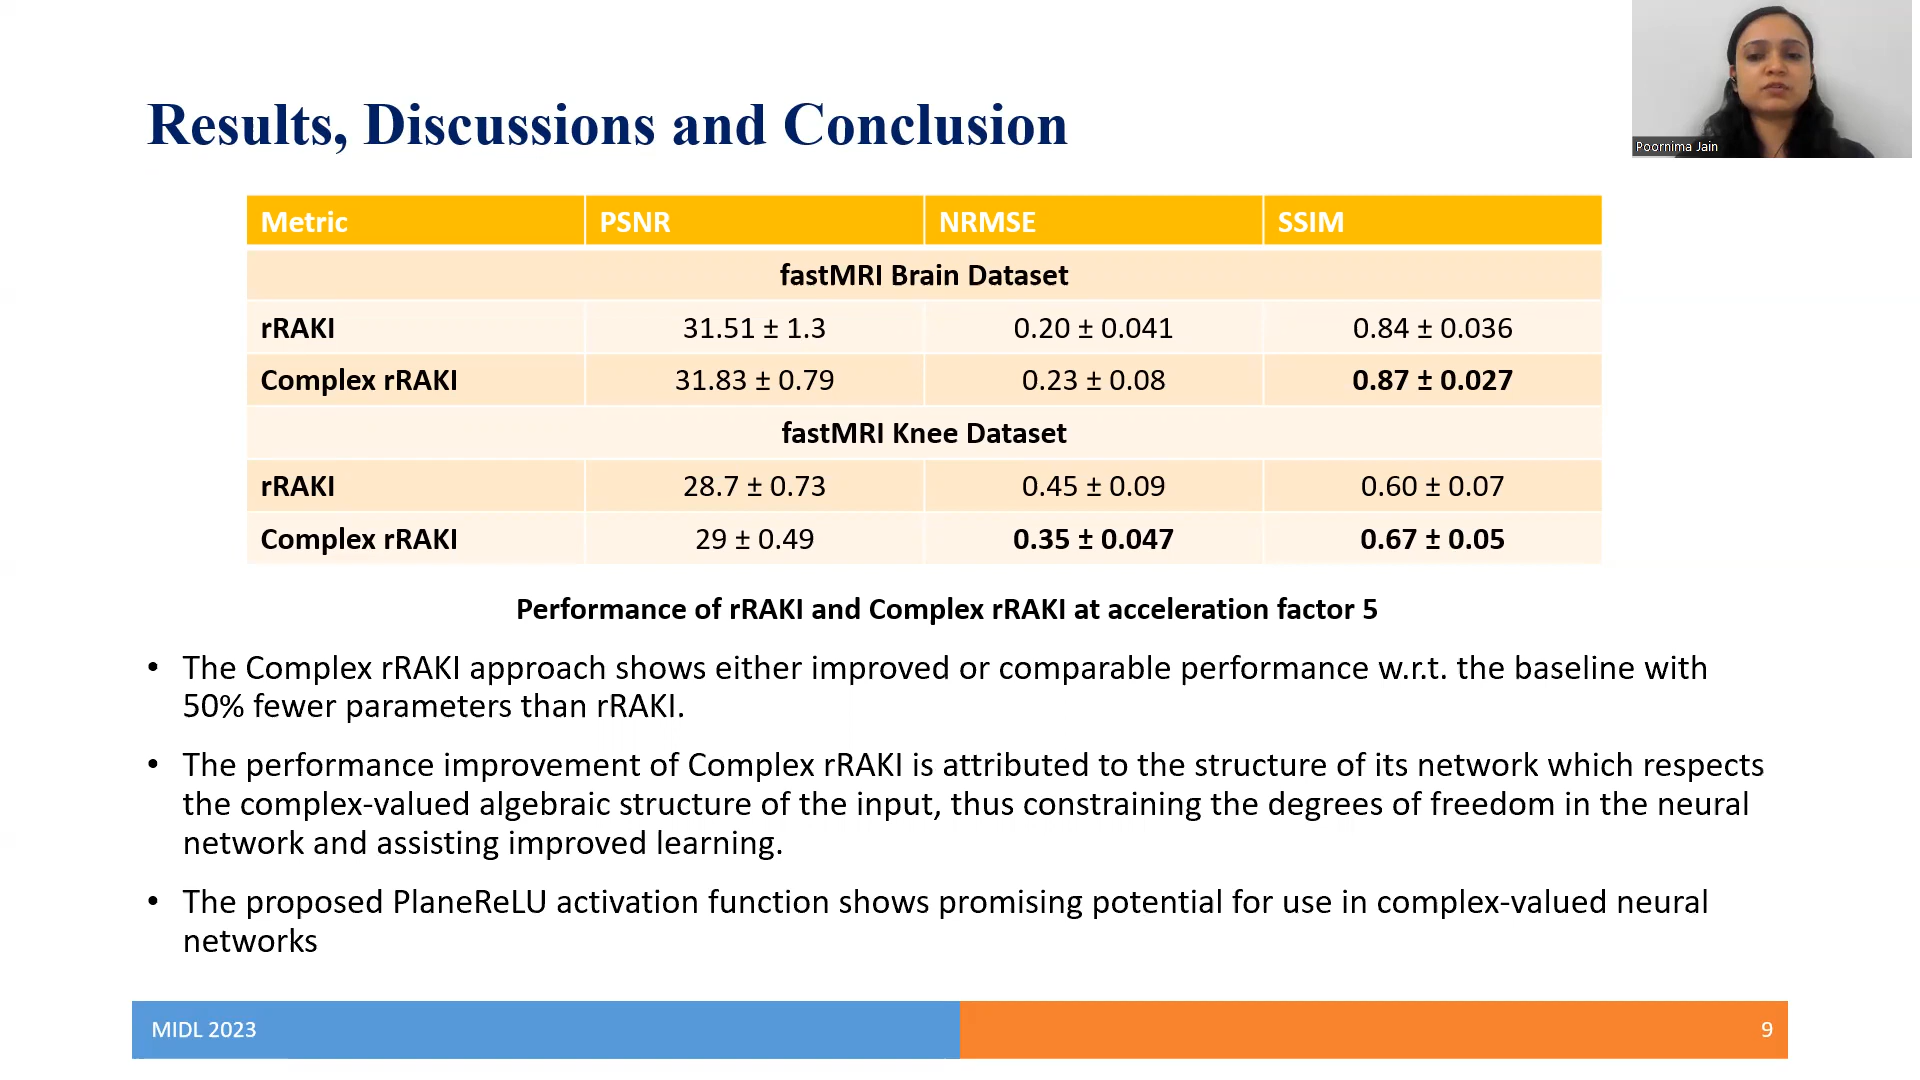 Poornima Jain
Results, Discussions and Conclusion
Metric PSNR NRMSE SSIM
fastMRI Brain Dataset
rRAKI 31.51 ± 1.3 0.20 ± 0.041 0.84 ± 0.036
Complex rRAKI 31.83 ± 0.79 0.23 ± 0.08 0.87 ± 0.027
fastMRI Knee Dataset
rRAKI 28.7 ± 0.73 0.45 ± 0.09 0.60 ± 0.07
Complex rRAKI 29 ± 0.49 0.35 ± 0.047 0.67 ± 0.05
Performance of rRAKI and Complex rRAKI at acceleration factor 5
• The Complex rRAKI approach shows either improved or comparable performance w.r.t. the baseline with
50% fewer parameters than rRAKI.
• The performance improvement of Complex rRAKI is attributed to the structure of its network which respects
the complex-valued algebraic structure of the input, thus constraining the degrees of freedom in the neural
network and assisting improved learning.
• The proposed PlaneReLU activation function shows promising potential for use in complex-valued neural
networks
MIDL 2023 9